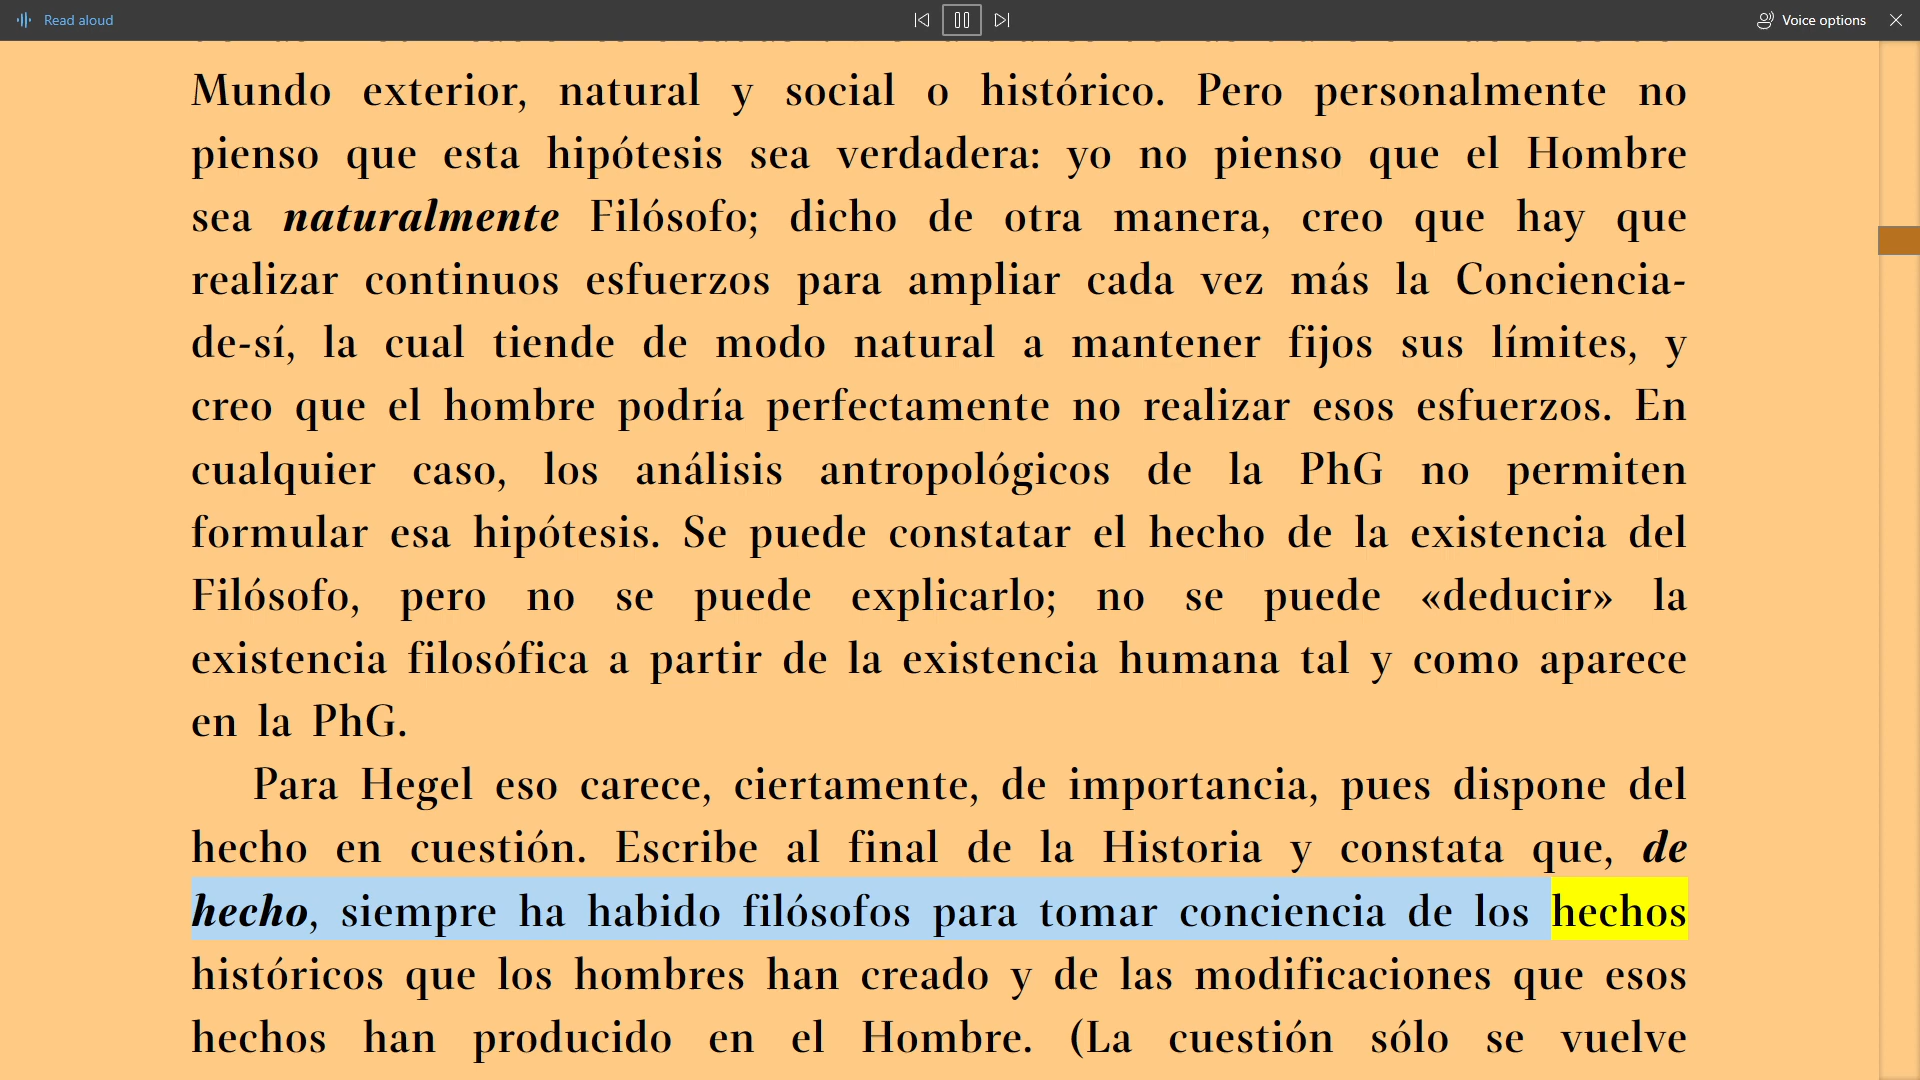 Read aloud
Voice options
Mundo exterior, natural y social o histórico. Pero personalmente no
pienso que esta hipótesis sea verdadera: yo no pienso que el Hombre
sea naturalmente Filósofo; dicho de otra manera, creo que hay que
realizar continuos esfuerzos para ampliar cada vez más la Conciencia-
de-sí, la cual tiende de modo natural a mantener fijos sus límites, y
creo que el hombre podría perfectamente no realizar esos esfuerzos. En
cualquier caso, los análisis antropológicos de la PhG no permiten
formular esa hipótesis. Se puede constatar el hecho de la existencia del
Filósofo, pero no se puede explicarlo; no se puede «deducir» la
existencia filosófica a partir de la existencia humana tal y como aparece
en la PhG.
Para Hegel eso carece, ciertamente, de importancia, pues dispone del
hecho en cuestión. Escribe al final de la Historia y constata que, de
hecho, siempre ha habido filósofos para tomar conciencia de los hechos
históricos que los hombres han creado y de las modificaciones que esos
hechos han producido en el Hombre. (La cuestión sólo se vuelve